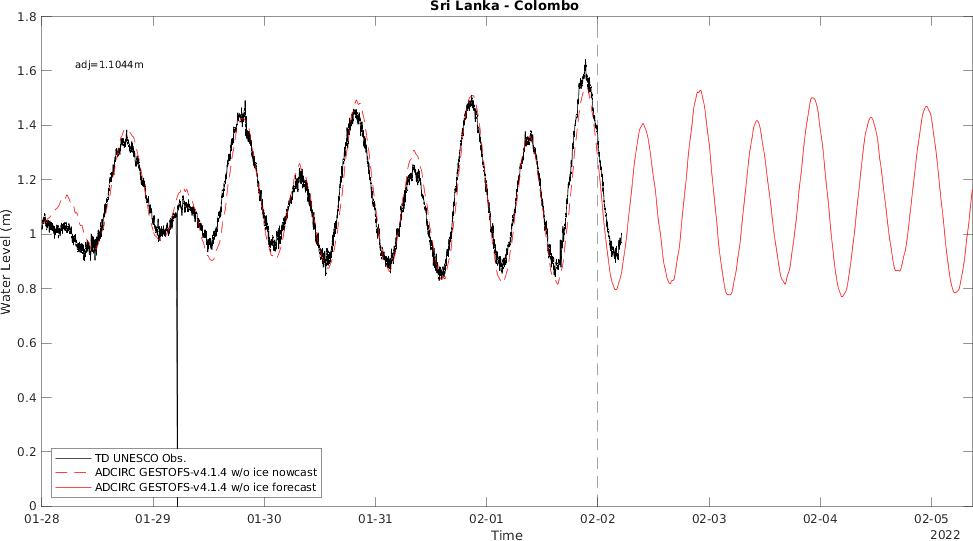 Sri Lanka - Colombo
adj=1.1044m
1.8
1.6
1.4
1.2
1
0.8
0.6
0.4
0.2
0
Water Level (m)
TD UNESCO Obs.
ADCIRC GESTOFS-v4.1.4 w/o ice nowcast
ADCIRC GESTOFS-v4.1.4 w/o ice forecast
01-28 01-29 01-30 01-31 02-01 02-02 02-03 02-04 02-05
Time
2022